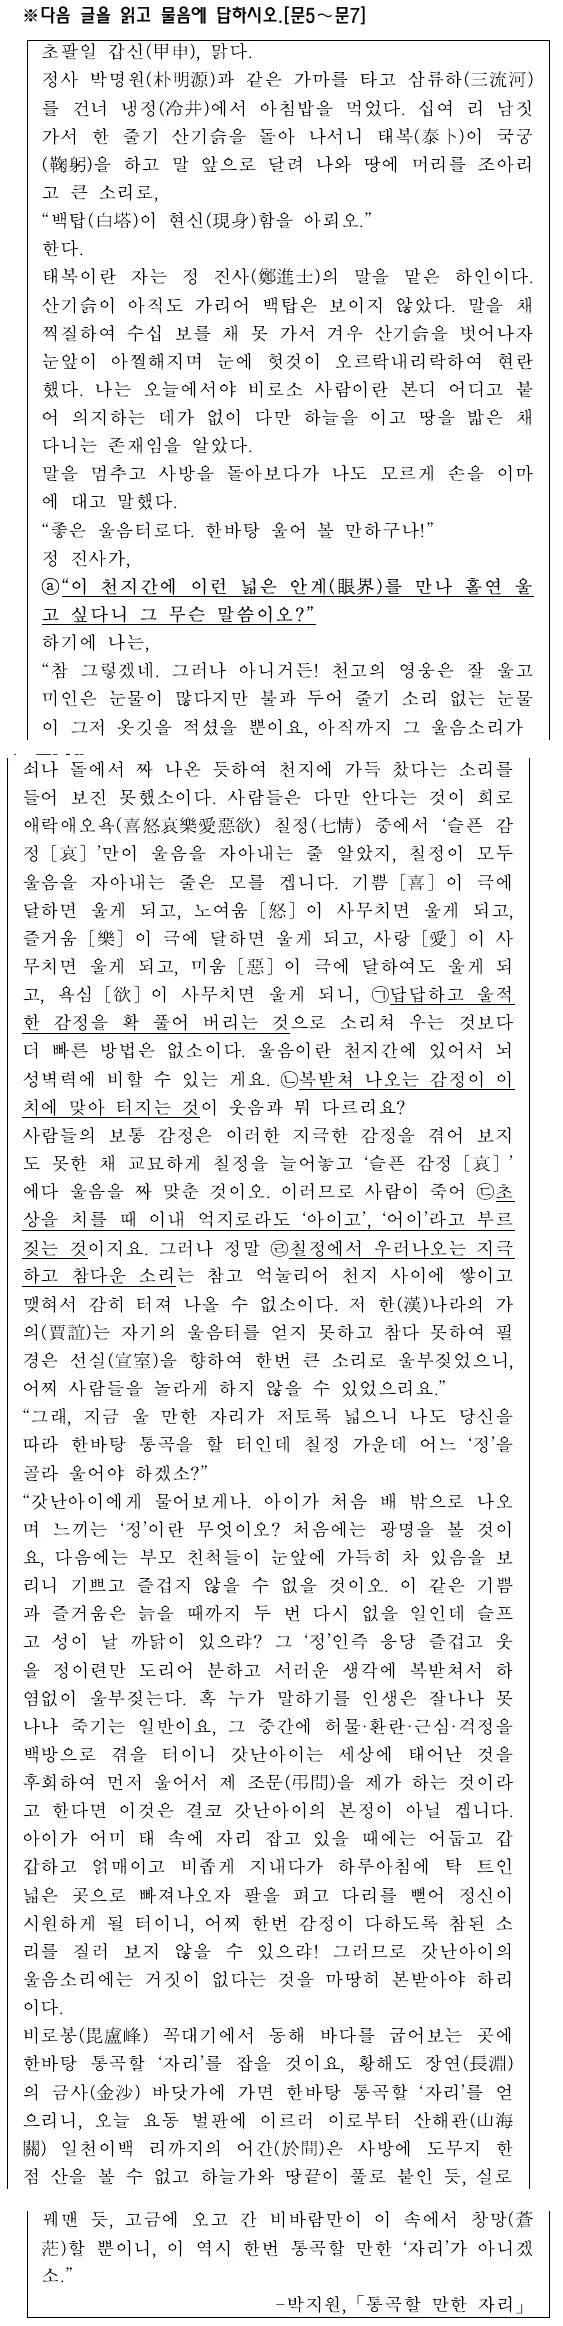 ※다음 글을 읽고 물음에 답하시오.[문5～문7]
초팔일 갑신(甲申), 맑다.
정사 박명원(朴明源)과 같은 가마를 타고 삼류하(三流河)
를 건너 냉정(冷井)에서 아침밥을 먹었다. 십여 리 남짓
가서 한 줄기 산기슭을 돌아 나서니 태복(泰卜)이 국궁
(鞠躬)을 하고 말 앞으로 달려 나와 땅에 머리를 조아리
고 큰 소리로,
“백탑(白塔)이 현신(現身)함을 아뢰오.”
한다.
태복이란 자는 정 진사(鄭進士)의 말을 맡은 하인이다.
산기슭이 아직도 가리어 백탑은 보이지 않았다. 말을 채
찍질하여 수십 보를 채 못 가서 겨우 산기슭을 벗어나자
눈앞이 아찔해지며 눈에 헛것이 오르락내리락하여 현란
했다. 나는 오늘에서야 비로소 사람이란 본디 어디고 붙
어 의지하는 데가 없이 다만 하늘을 이고 땅을 밟은 채
다니는 존재임을 알았다.
말을 멈추고 사방을 돌아보다가 나도 모르게 손을 이마
에 대고 말했다.
“좋은 울음터로다. 한바탕 울어 볼 만하구나!”
정 진사가,
ⓐ“이 천지간에 이런 넓은 안계(眼界)를 만나 홀연 울
고 싶다니 그 무슨 말씀이오?”
하기에 나는,
“참 그렇겠네. 그러나 아니거든! 천고의 영웅은 잘 울고
미인은 눈물이 많다지만 불과 두어 줄기 소리 없는 눈물
이 그저 옷깃을 적셨을 뿐이요, 아직까지 그 울음소리가
쇠나 돌에서 짜 나온 듯하여 천지에 가득 찼다는 소리를
들어 보진 못했소이다. 사람들은 다만 안다는 것이 희로
애락애오욕(喜怒哀樂愛惡欲) 칠정(七情) 중에서 ‘슬픈 감
정［哀］’만이 울음을 자아내는 줄 알았지, 칠정이 모두
울음을 자아내는 줄은 모를 겝니다. 기쁨［喜］이 극에
달하면 울게 되고, 노여움［怒］이 사무치면 울게 되고,
즐거움［樂］이 극에 달하면 울게 되고, 사랑［愛］이 사
무치면 울게 되고, 미움［惡］이 극에 달하여도 울게 되
고, 욕심［欲］이 사무치면 울게 되니, ㉠답답하고 울적
한 감정을 확 풀어 버리는 것으로 소리쳐 우는 것보다
더 빠른 방법은 없소이다. 울음이란 천지간에 있어서 뇌
성벽력에 비할 수 있는 게요. ㉡복받쳐 나오는 감정이 이
치에 맞아 터지는 것이 웃음과 뭐 다르리요?
사람들의 보통 감정은 이러한 지극한 감정을 겪어 보지
도 못한 채 교묘하게 칠정을 늘어놓고 ‘슬픈 감정［哀］’
에다 울음을 짜 맞춘 것이오. 이러므로 사람이 죽어 ㉢초
상을 치를 때 이내 억지로라도 ‘아이고’, ‘어이’라고 부르
짖는 것이지요. 그러나 정말 ㉣칠정에서 우러나오는 지극
하고 참다운 소리는 참고 억눌리어 천지 사이에 쌓이고
맺혀서 감히 터져 나올 수 없소이다. 저 한(漢)나라의 가
의(賈誼)는 자기의 울음터를 얻지 못하고 참다 못하여 필
경은 선실(宣室)을 향하여 한번 큰 소리로 울부짖었으니,
어찌 사람들을 놀라게 하지 않을 수 있었으리요.”
“그래, 지금 울 만한 자리가 저토록 넓으니 나도 당신을
따라 한바탕 통곡을 할 터인데 칠정 가운데 어느 ‘정’을
골라 울어야 하겠소?”
“갓난아이에게 물어보게나. 아이가 처음 배 밖으로 나오
며 느끼는 ‘정’이란 무엇이오? 처음에는 광명을 볼 것이
요, 다음에는 부모 친척들이 눈앞에 가득히 차 있음을 보
리니 기쁘고 즐겁지 않을 수 없을 것이오. 이 같은 기쁨
과 즐거움은 늙을 때까지 두 번 다시 없을 일인데 슬프
고 성이 날 까닭이 있으랴? 그 ‘정’인즉 응당 즐겁고 웃
을 정이련만 도리어 분하고 서러운 생각에 복받쳐서 하
염없이 울부짖는다. 혹 누가 말하기를 인생은 잘나나 못
나나 죽기는 일반이요, 그 중간에 허물·환란·근심·걱정을
백방으로 겪을 터이니 갓난아이는 세상에 태어난 것을
후회하여 먼저 울어서 제 조문(弔問)을 제가 하는 것이라
고 한다면 이것은 결코 갓난아이의 본정이 아닐 겝니다.
아이가 어미 태 속에 자리 잡고 있을 때에는 어둡고 갑
갑하고 얽매이고 비좁게 지내다가 하루아침에 탁 트인
넓은 곳으로 빠져나오자 팔을 펴고 다리를 뻗어 정신이
시원하게 될 터이니, 어찌 한번 감정이 다하도록 참된 소
리를 질러 보지 않을 수 있으랴! 그러므로 갓난아이의
울음소리에는 거짓이 없다는 것을 마땅히 본받아야 하리
이다.
비로봉(毘盧峰) 꼭대기에서 동해 바다를 굽어보는 곳에
한바탕 통곡할 ‘자리’를 잡을 것이요, 황해도 장연(長淵)
의 금사(金沙) 바닷가에 가면 한바탕 통곡할 ‘자리’를 얻
으리니, 오늘 요동 벌판에 이르러 이로부터 산해관(山海
關) 일천이백 리까지의 어간(於間)은 사방에 도무지 한
점 산을 볼 수 없고 하늘가와 땅끝이 풀로 붙인 듯, 실로
꿰맨 듯, 고금에 오고 간 비바람만이 이 속에서 창망(蒼
茫)할 뿐이니, 이 역시 한번 통곡할 만한 ‘자리’가 아니겠
소.”
-박지원,「통곡할 만한 자리」